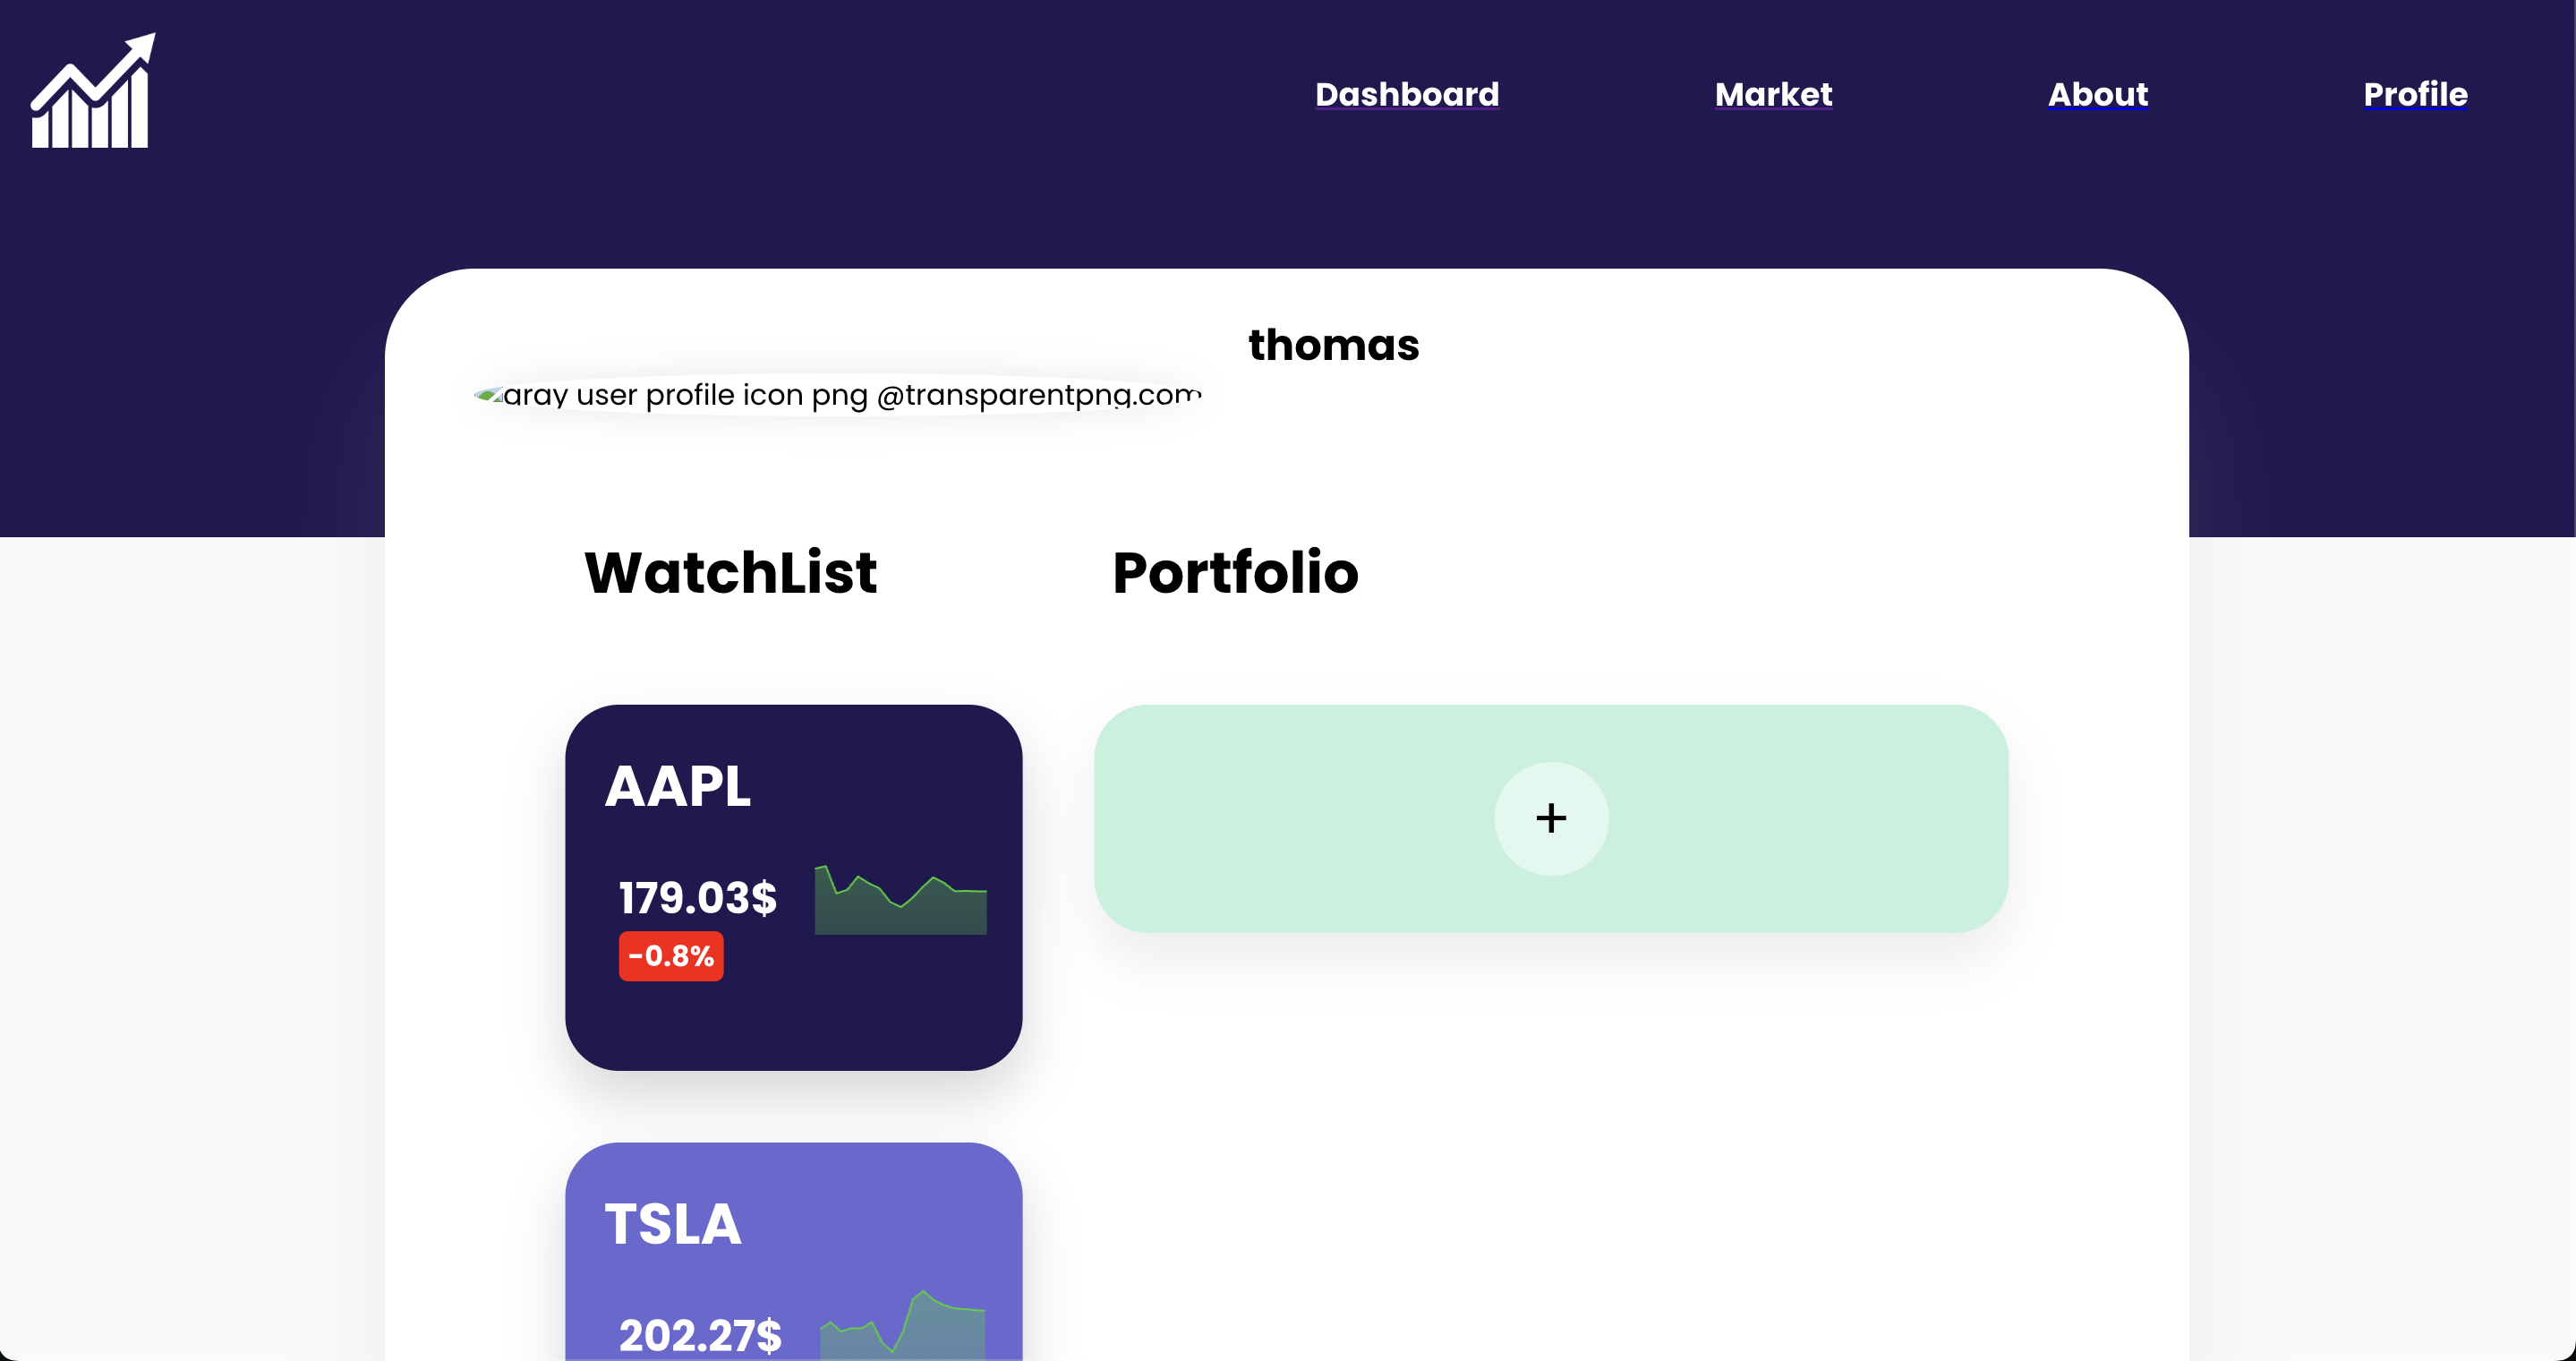 Dashboard Market About Profile
thomas
gray user profile icon png @transparentpng.com
WatchList Portfolio
AAPL
+
179.03$
-0.8%
TSLA
202.27$